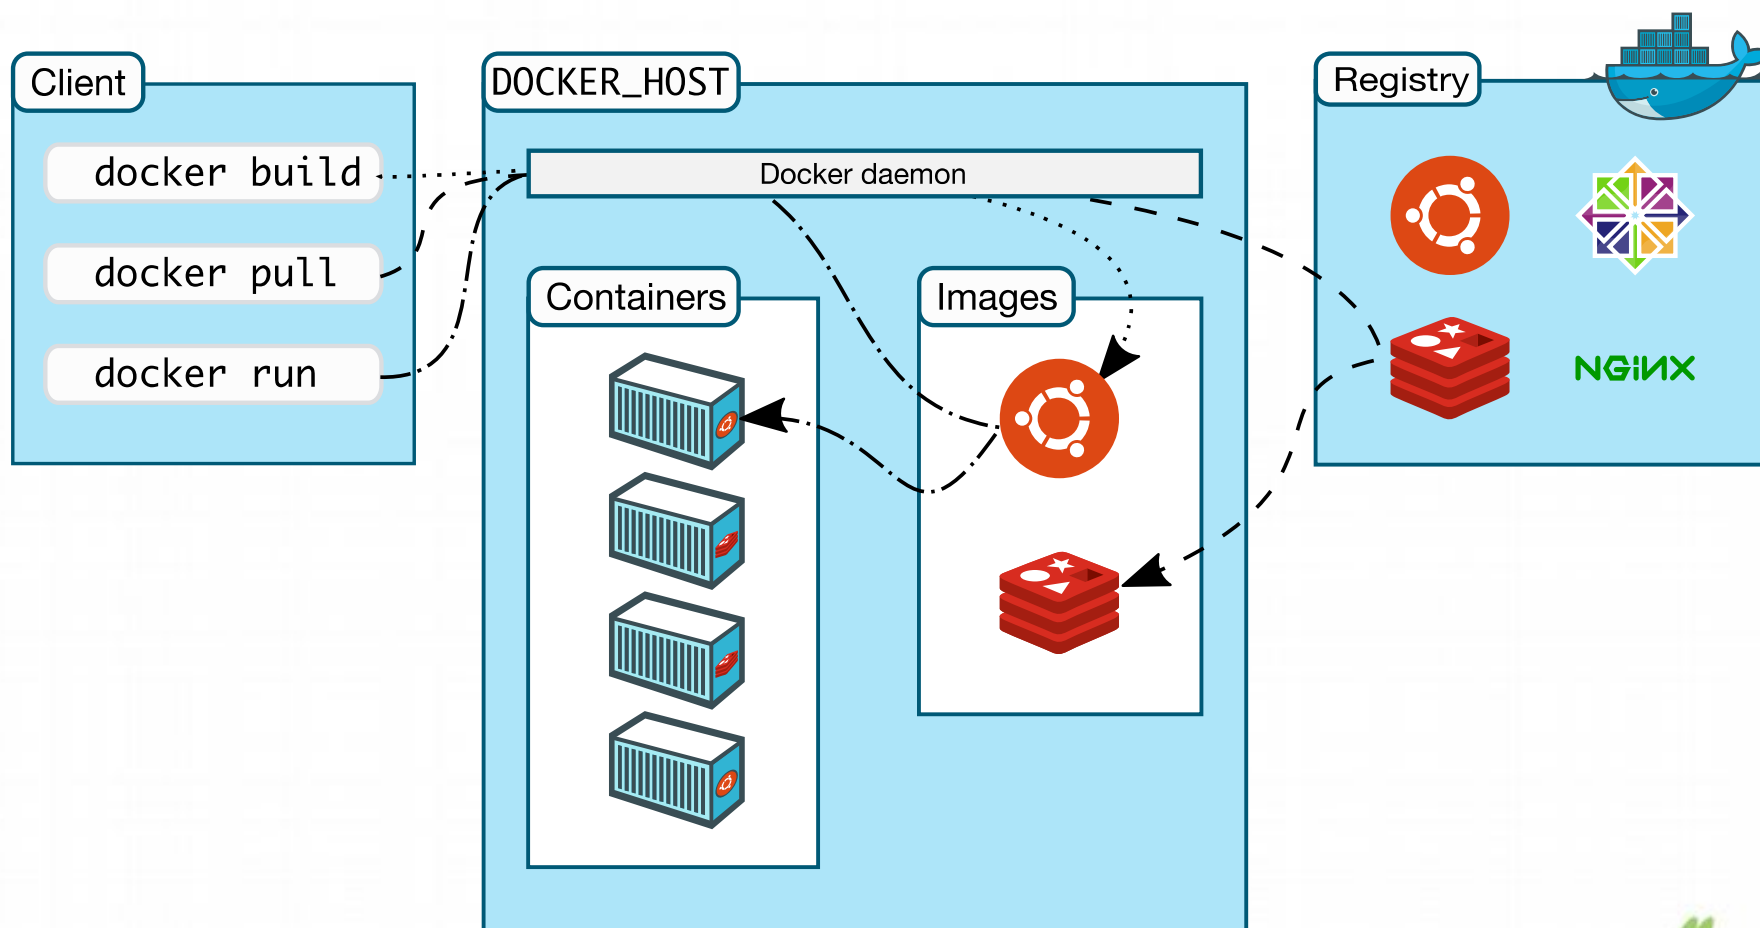 Client
docker build
docker pull
docker run
DOCKER_HOST
Docker daemon
Containers
Images
Registry
NGiNX